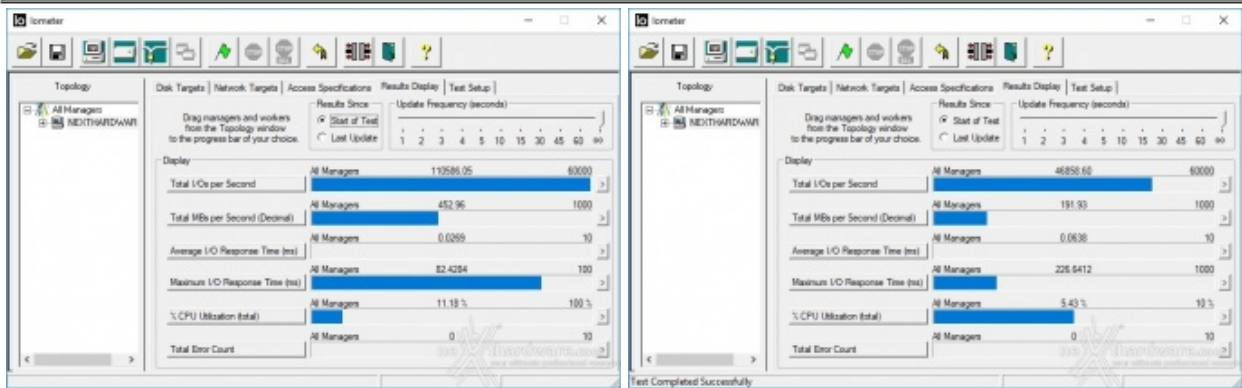 Iometer
Topology
All Managers
NEXTHARDWAR
Disk Targets Network Targets Access Specifications Results Display Test Setup
Drag managers and workers
from the Topology window
to the progress bar of your choice.
Results Since
Start of Test
Last Update
Update Frequency (seconds)
1 2 3 4 5 10 15 30 45 60 ∞
Display
All Managers 110586.05 60000
Total I/Os per Second
All Managers 452.96 1000
Total MBs per Second (Decimal)
All Managers 0.0269 10
Average I/O Response Time (ms)
All Managers 82.4284 100
Maximum I/O Response Time (ms)
All Managers 11.18 % 100 %
% CPU Utilization (total)
All Managers 0 10
Total Error Count
Iometer
Topology
All Managers
NEXTHARDWAR
Disk Targets Network Targets Access Specifications Results Display Test Setup
Drag managers and workers
from the Topology window
to the progress bar of your choice.
Results Since
Start of Test
Last Update
Update Frequency (seconds)
1 2 3 4 5 10 15 30 45 60 ∞
Display
All Managers 46858.60 60000
Total I/Os per Second
All Managers 191.93 1000
Total MBs per Second (Decimal)
All Managers 0.0638 10
Average I/O Response Time (ms)
All Managers 226.6412 1000
Maximum I/O Response Time (ms)
All Managers 5.43 % 10 %
% CPU Utilization (total)
All Managers 0 10
Total Error Count
Test Completed Successfully